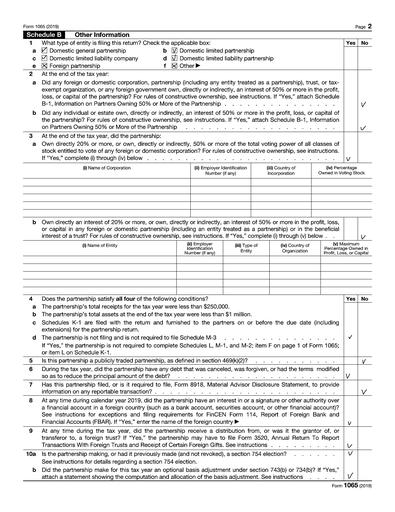 Form 1065 (2019) Page 2
Schedule B Other Information
1 What type of entity is filing this return? Check the applicable box: Yes No
a ☑ Domestic general partnership b ☑ Domestic limited partnership
c ☑ Domestic limited liability company d ☑ Domestic limited liability partnership
e ☒ Foreign partnership f ☒ Other ▶
2 At the end of the tax year:
a Did any foreign or domestic corporation, partnership (including any entity treated as a partnership), trust, or tax-
exempt organization, or any foreign government own, directly or indirectly, an interest of 50% or more in the profit,
loss, or capital of the partnership? For rules of constructive ownership, see instructions. If "Yes," attach Schedule
B-1, Information on Partners Owning 50% or More of the Partnership . . . . . . . . . . . . . √
b Did any individual or estate own, directly or indirectly, an interest of 50% or more in the profit, loss, or capital of
the partnership? For rules of constructive ownership, see instructions. If "Yes," attach Schedule B-1, Information
on Partners Owning 50% or More of the Partnership . . . . . . . . . . . . . . . . . √
3 At the end of the tax year, did the partnership:
a Own directly 20% or more, or own, directly or indirectly, 50% or more of the total voting power of all classes of
stock entitled to vote of any foreign or domestic corporation? For rules of constructive ownership, see instructions.
If "Yes," complete (i) through (iv) below . . . . . . . . . . . . . . . . . . . . √
(i) Name of Corporation (ii) Employer Identification
Number (if any) (iii) Country of
Incorporation (iv) Percentage
Owned in Voting Stock
b Own directly an interest of 20% or more, or own, directly or indirectly, an interest of 50% or more in the profit, loss,
or capital in any foreign or domestic partnership (including an entity treated as a partnership) or in the beneficial
interest of a trust? For rules of constructive ownership, see instructions. If "Yes," complete (i) through (v) below . . √
(i) Name of Entity (ii) Employer
Identification
Number (if any) (iii) Type of
Entity (iv) Country of
Organization (v) Maximum
Percentage Owned in
Profit, Loss, or Capital
4 Does the partnership satisfy all four of the following conditions? Yes No
a The partnership's total receipts for the tax year were less than $250,000.
b The partnership's total assets at the end of the tax year were less than $1 million.
c Schedules K-1 are filed with the return and furnished to the partners on or before the due date (including
extensions) for the partnership return.
d The partnership is not filing and is not required to file Schedule M-3 . . . . . . . . . . . . √
If "Yes," the partnership is not required to complete Schedules L, M-1, and M-2; item F on page 1 of Form 1065;
or item L on Schedule K-1.
5 Is this partnership a publicly traded partnership, as defined in section 469(k)(2)? . . . . . . . . . √
6 During the tax year, did the partnership have any debt that was canceled, was forgiven, or had the terms modified
so as to reduce the principal amount of the debt? . . . . . . . . . . . . . . . . . √
7 Has this partnership filed, or is it required to file, Form 8918, Material Advisor Disclosure Statement, to provide
information on any reportable transaction? . . . . . . . . . . . . . . . . . . . √
8 At any time during calendar year 2019, did the partnership have an interest in or a signature or other authority over
a financial account in a foreign country (such as a bank account, securities account, or other financial account)?
See instructions for exceptions and filing requirements for FinCEN Form 114, Report of Foreign Bank and
Financial Accounts (FBAR). If "Yes," enter the name of the foreign country ▶ √
9 At any time during the tax year, did the partnership receive a distribution from, or was it the grantor of, or
transferor to, a foreign trust? If "Yes," the partnership may have to file Form 3520, Annual Return To Report
Transactions With Foreign Trusts and Receipt of Certain Foreign Gifts. See instructions . . . . . . . √
10a Is the partnership making, or had it previously made (and not revoked), a section 754 election? . . . . . √
See instructions for details regarding a section 754 election.
b Did the partnership make for this tax year an optional basis adjustment under section 743(b) or 734(b)? If "Yes,"
attach a statement showing the computation and allocation of the basis adjustment. See instructions . . . . √
Form 1065 (2019)